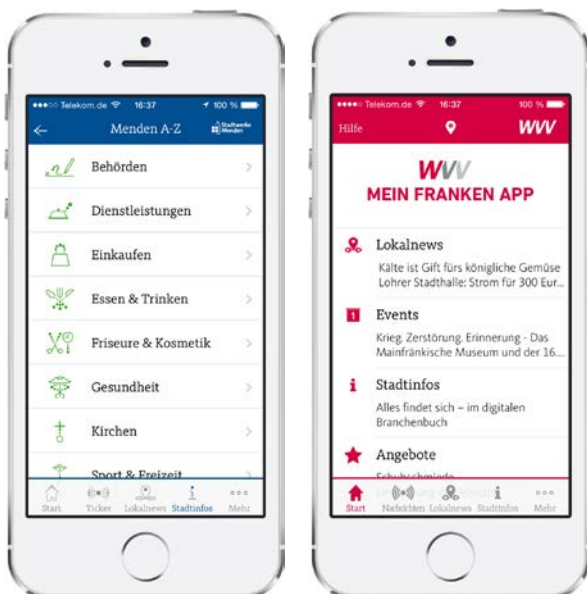 Telekom.de 16:37 100 %
Menden A-Z
Stadtwerke
Menden
Behörden
Dienstleistungen
Einkaufen
Essen & Trinken
Friseure & Kosmetik
Gesundheit
Kirchen
Sport & Freizeit
Start Ticker Lokalnews Stadtinfos Mehr
Telekom.de 16:37 100 %
Hilfe WVV
WVV
MEIN FRANKEN APP
Lokalnews
Kälte ist Gift fürs königliche Gemüse
Lohrer Stadthalle: Strom für 300 Eur...
1 Events
Krieg. Zerstörung. Erinnerung - Das
Mainfränkische Museum und der 16...
Stadtinfos
Alles findet sich – im digitalen
Branchenbuch
Angebote
Start Nachrichten Lokalnews Stadtinfos Mehr